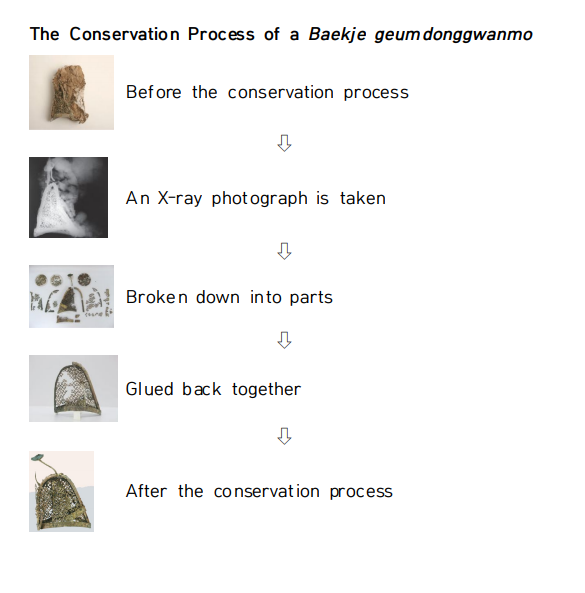 The Conservation Process of a Baekje geumdonggwanmo
Before the conservation process
An X-ray photograph is taken
Broken down into parts
Glued back together
After the conservation process